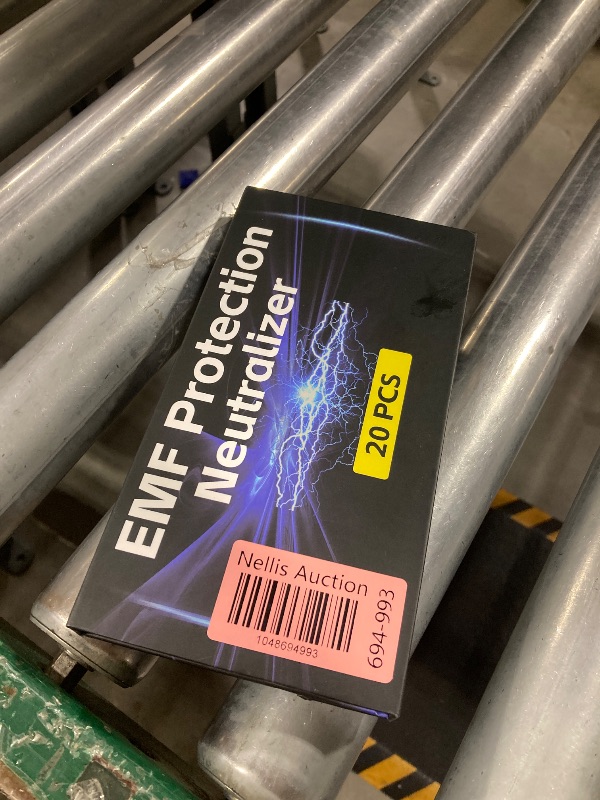 EMF Protection
Neutralizer
20 PCS
Nellis Auction
1048694993
694-993